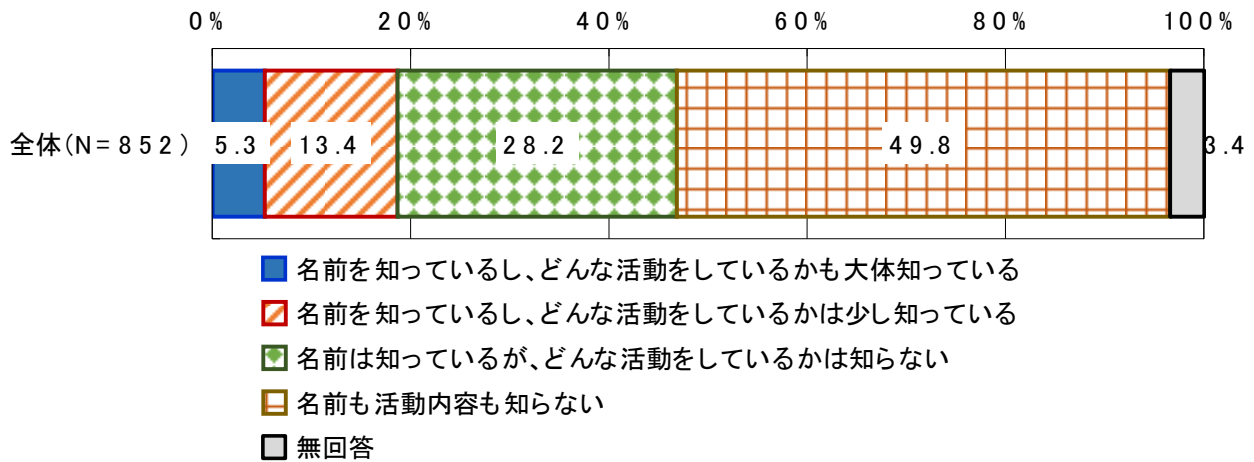 0% 20% 40% 60% 80% 100%
全体(N=852) 5.3 13.4 28.2 49.8 3.4
名前を知っているし、どんな活動をしているかも大体知っている
名前を知っているし、どんな活動をしているかは少し知っている
名前は知っているが、どんな活動をしているかは知らない
名前も活動内容も知らない
無回答